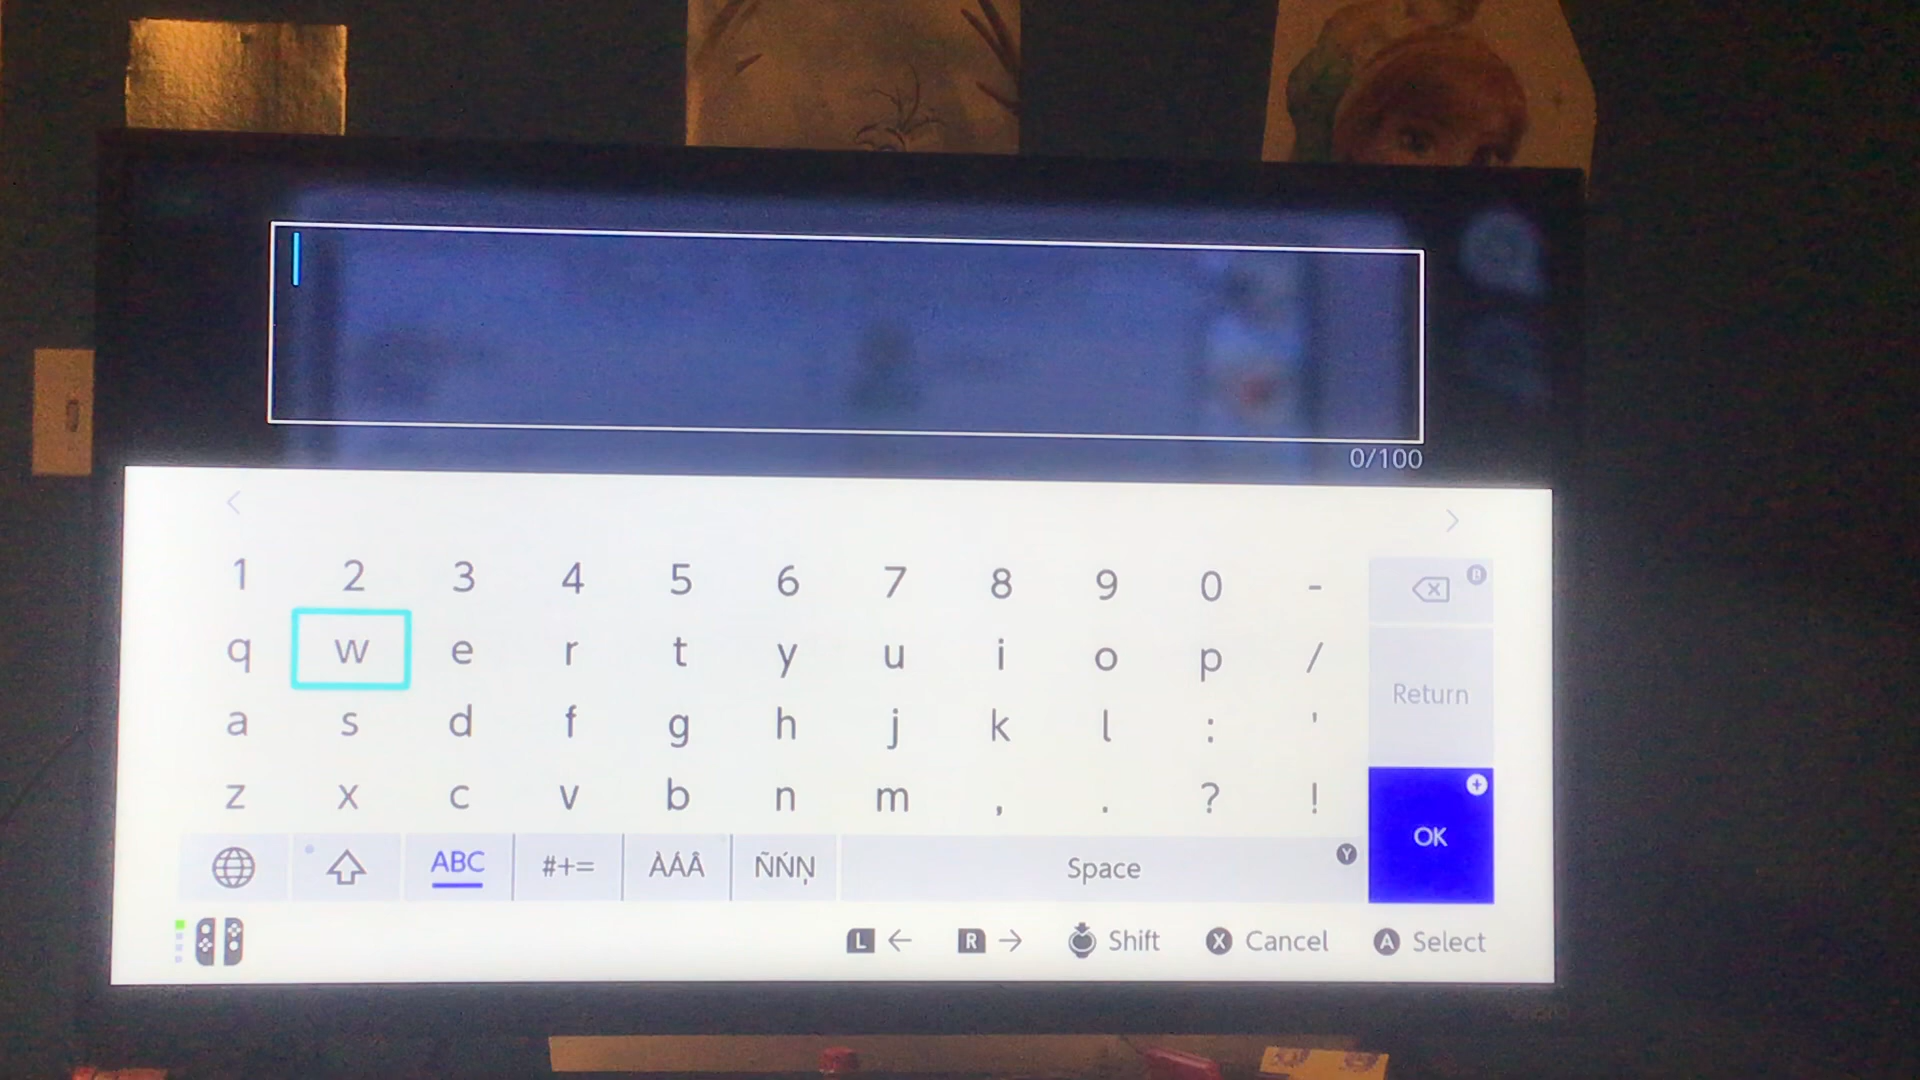 0/100
1 2 3 4 5 6 7 8 9 0 -
q w e r t y u i o p /
Return
a s d f g h j k l : '
z x c v b n m , . ? !
OK
ABC #+= ÀÁÂ ÑŃŅ Space Y
L ← R → Shift X Cancel A Select
B